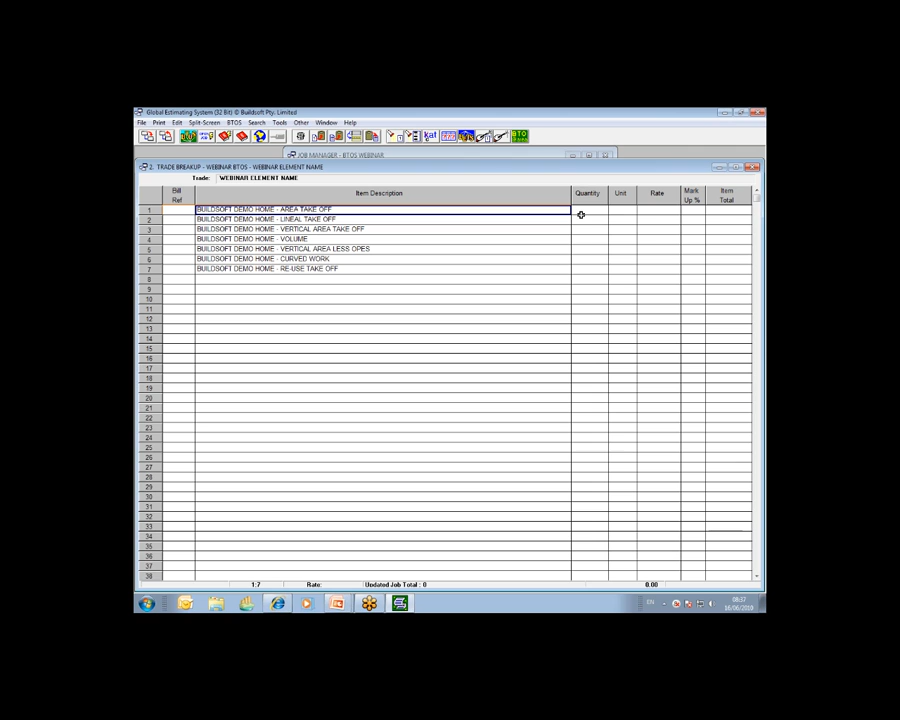 Global Estimating System (32 Bit) © Buildsoft Pty. Limited
File Print Edit Split-Screen BTOS Search Tools Other Window Help
JOB MANAGER - BTOS WEBINAR
2. TRADE BREAKUP - WEBINAR BTOS - WEBINAR ELEMENT NAME
Trade: WEBINAR ELEMENT NAME
Bill Ref Item Description Quantity Unit Rate Mark Up % Item Total
1 BUILDSOFT DEMO HOME - AREA TAKE OFF
2 BUILDSOFT DEMO HOME - LINEAL TAKE OFF
3 BUILDSOFT DEMO HOME - VERTICAL AREA TAKE OFF
4 BUILDSOFT DEMO HOME - VOLUME
5 BUILDSOFT DEMO HOME - VERTICAL AREA LESS OPES
6 BUILDSOFT DEMO HOME - CURVED WORK
7 BUILDSOFT DEMO HOME - RE-USE TAKE OFF
8
9
10
11
12
13
14
15
16
17
18
19
20
21
22
23
24
25
26
27
28
29
30
31
32
33
34
35
36
37
38
1:7 Rate: Updated Job Total : 0 0.00
EN 08:37